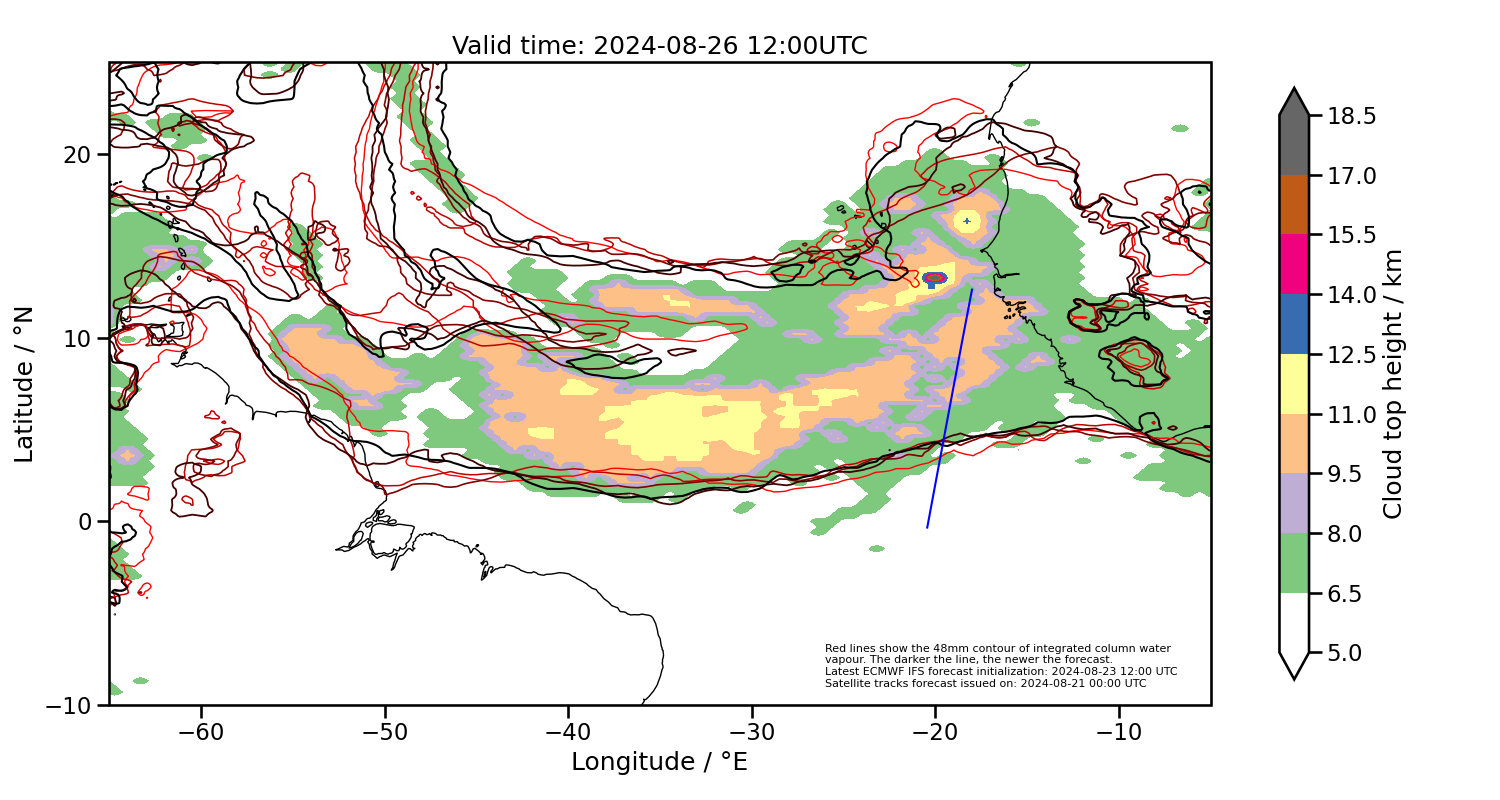 Valid time: 2024-08-26 12:00UTC
20
10
0
−10
Latitude / °N
−60
−50
−40
−30
−20
−10
Longitude / °E
Red lines show the 48mm contour of integrated column water
vapour. The darker the line, the newer the forecast.
Latest ECMWF IFS forecast initialization: 2024-08-23 12:00 UTC
Satellite tracks forecast issued on: 2024-08-21 00:00 UTC
18.5
17.0
15.5
14.0
12.5
11.0
9.5
8.0
6.5
5.0
Cloud top height / km